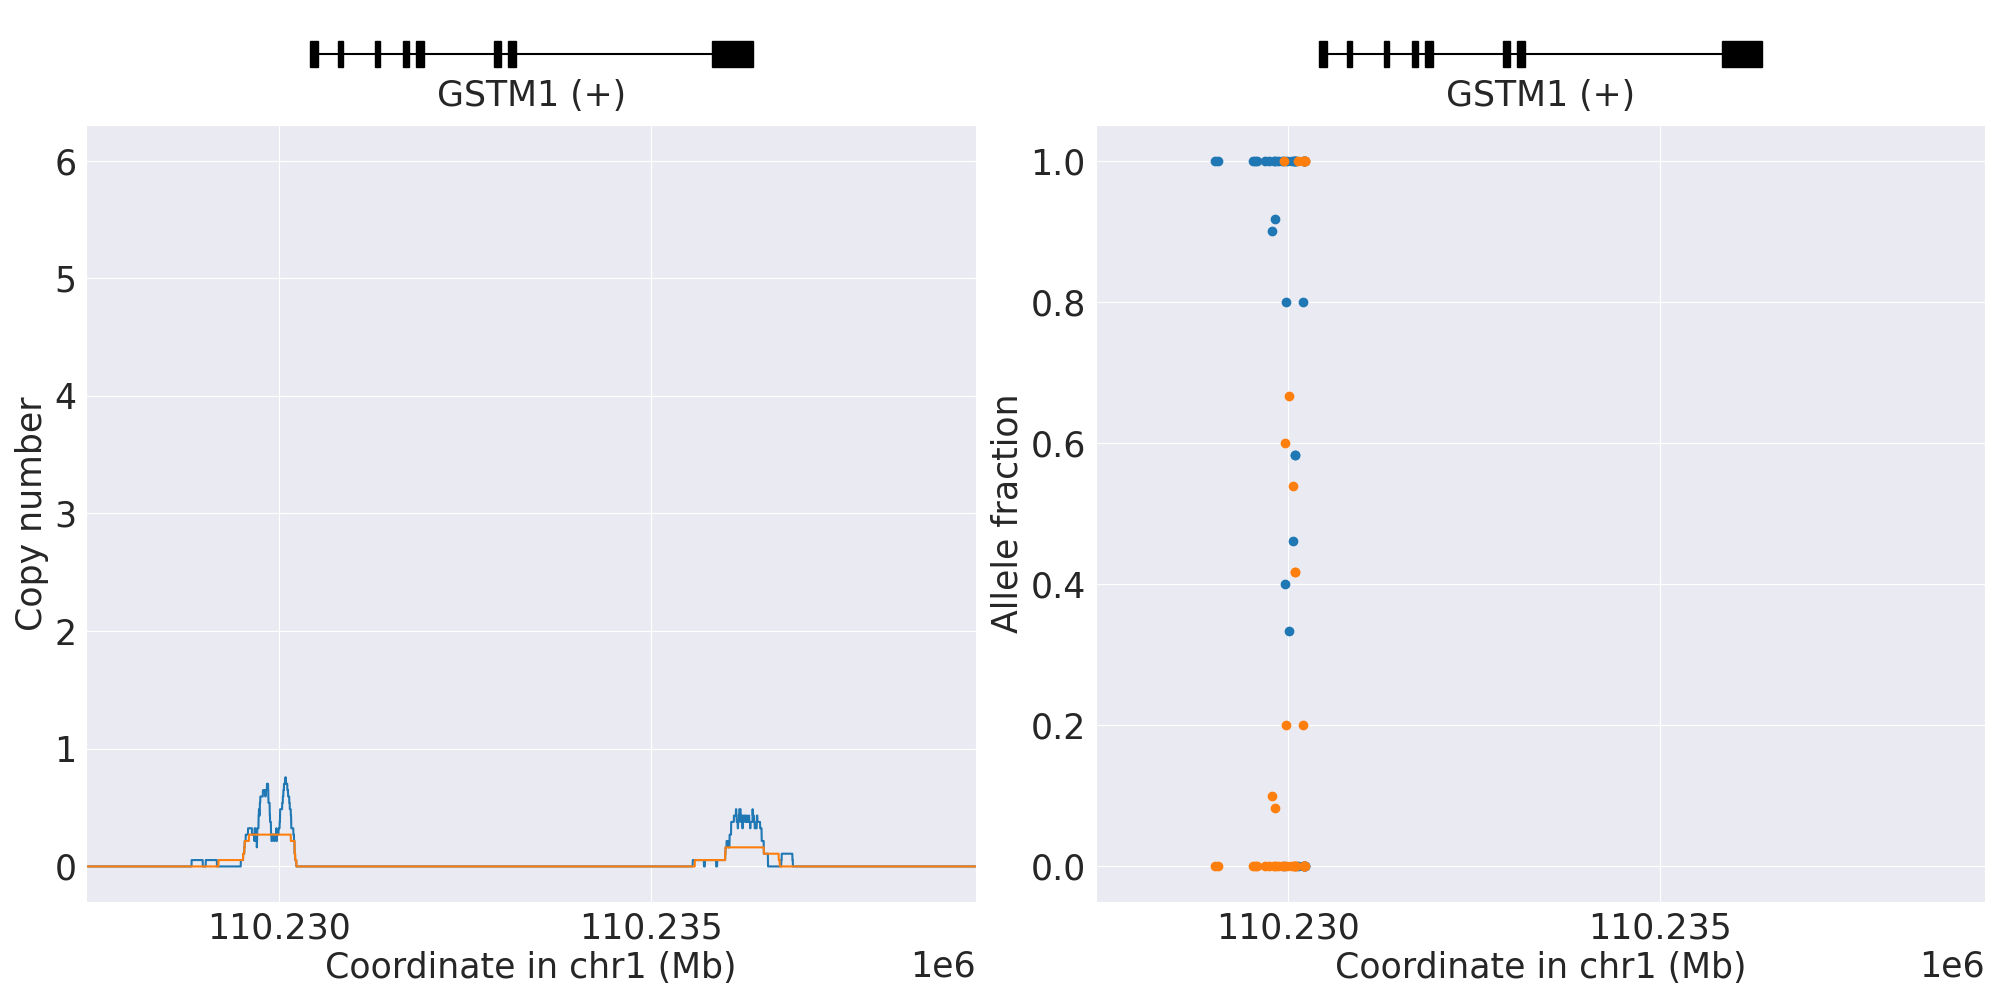 GSTM1 (+)
6
5
4
3
2
1
0
Copy number
110.230
110.235
Coordinate in chr1 (Mb)
1e6
GSTM1 (+)
1.0
0.8
0.6
0.4
0.2
0.0
Allele fraction
110.230
110.235
Coordinate in chr1 (Mb)
1e6